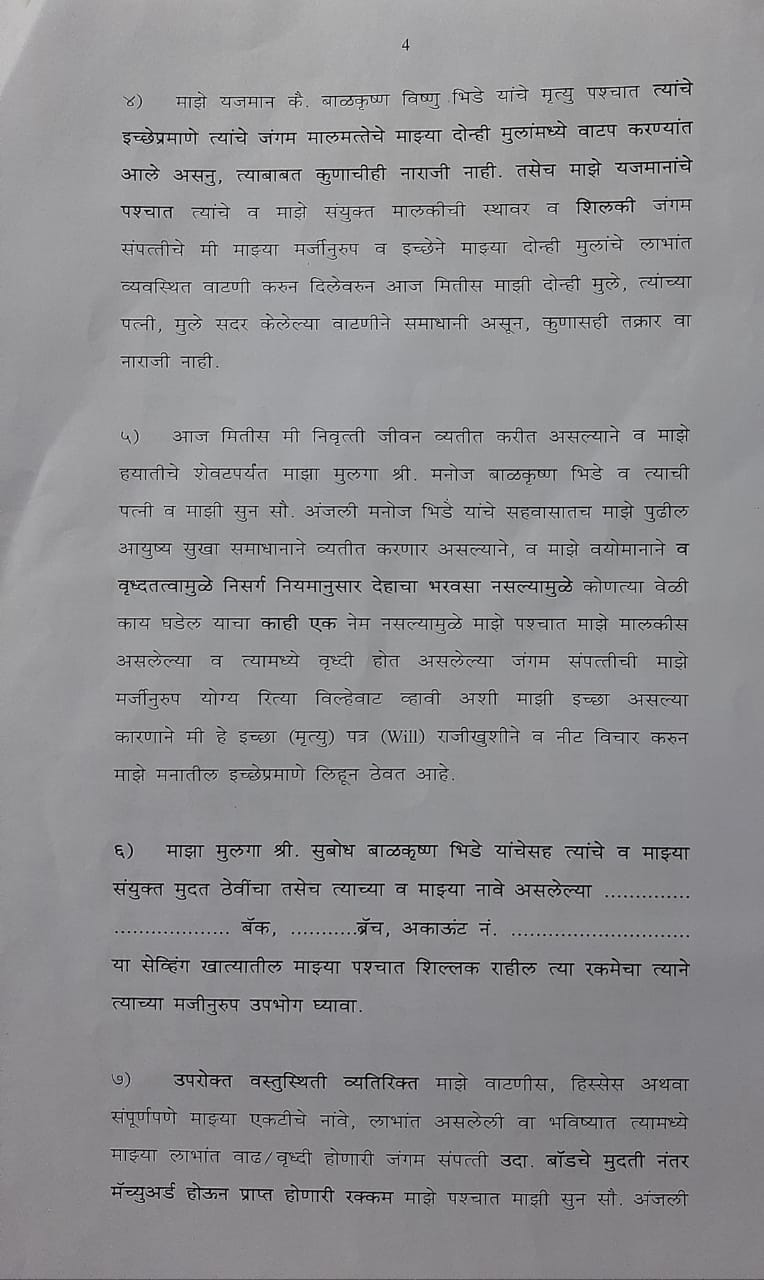 4
४) माझे यजमान कै. बाळकृष्ण विष्णु भिडे यांचे मृत्यु पश्चात त्यांचे
इच्छेप्रमाणे त्यांचे जंगम मालमत्तेचे माझ्या दोन्ही मुलांमध्ये वाटप करण्यांत
आले असनु, त्याबाबत कुणाचीही नाराजी नाही. तसेच माझे यजमानांचे
पश्चात त्यांचे व माझे संयुक्त मालकीची स्थावर व शिलकी जंगम
संपत्तीचे मी माझ्या मर्जीनुरुप व इच्छेने माझ्या दोन्ही मुलांचे लाभांत
व्यवस्थित वाटणी करुन दिलेवरुन आज मितीस माझी दोन्ही मुले, त्यांच्या
पत्नी, मुले सदर केलेल्या वाटणीने समाधानी असून, कुणासही तक्रार वा
नाराजी नाही.
५) आज मितीस मी निवृत्ती जीवन व्यतीत करीत असल्याने व माझे
हयातीचे शेवटपर्यंत माझा मुलगा श्री. मनोज बाळकृष्ण भिडे व त्याची
पत्नी व माझी सुन सौ. अंजली मनोज भिडे यांचे सहवासातच माझे पुढील
आयुष्य सुखा समाधानाने व्यतीत करणार असल्याने, व माझे वयोमानाने व
वृध्दतत्वामुळे निसर्ग नियमानुसार देहाचा भरवसा नसल्यामुळे कोणत्या वेळी
काय घडेल याचा काही एक नेम नसल्यामुळे माझे पश्चात माझे मालकीस
असलेल्या व त्यामध्ये वृध्दी होत असलेल्या जंगम संपत्तीची माझे
मर्जीनुरुप योग्य रित्या विल्हेवाट व्हावी अशी माझी इच्छा असल्या
कारणाने मी हे इच्छा (मृत्यु) पत्र (Will) राजीखुशीने व नीट विचार करुन
माझे मनातील इच्छेप्रमाणे लिहून ठेवत आहे.
६) माझा मुलगा श्री. सुबोध बाळकृष्ण भिडे यांचेसह त्यांचे व माझ्या
संयुक्त मुदत ठेवींचा तसेच त्याच्या व माझ्या नावे असलेल्या ..............
................... बॅक, ...........ब्रॅच, अकाऊंट नं. .............................
या सेव्हिंग खात्यातील माझ्या पश्चात शिल्लक राहील त्या रकमेचा त्याने
त्याच्या मजीनुरुप उपभोग घ्यावा.
७) उपरोक्त वस्तुस्थिती व्यतिरिक्त माझे वाटणीस, हिस्सेस अथवा
संपूर्णपणे माझ्या एकटीचे नांवे, लाभांत असलेली वा भविष्यात त्यामध्ये
माझ्या लाभांत वाढ/वृध्दी होणारी जंगम संपत्ती उदा. बॉडचे मुदती नंतर
मॅच्युअर्ड होऊन प्राप्त होणारी रक्कम माझे पश्चात माझी सुन सौ. अंजली